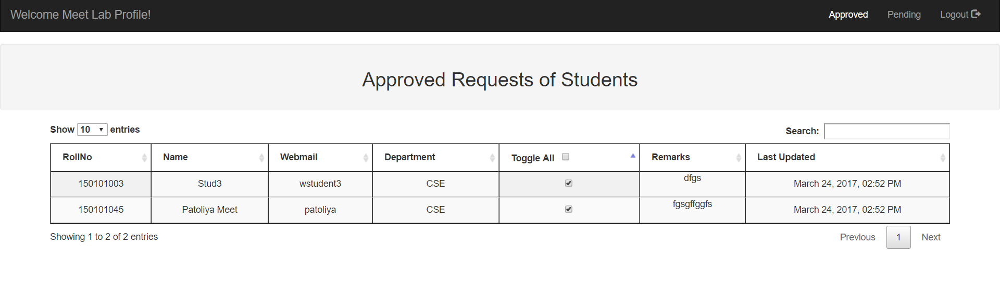 Welcome Meet Lab Profile! Approved Pending Logout
Approved Requests of Students
Show 10 entries Search:
RollNo Name Webmail Department Toggle All Remarks Last Updated
150101003 Stud3 wstudent3 CSE dfgs March 24, 2017, 02:52 PM
150101045 Patoliya Meet patoliya CSE fgsgffggfs March 24, 2017, 02:52 PM
Showing 1 to 2 of 2 entries Previous 1 Next